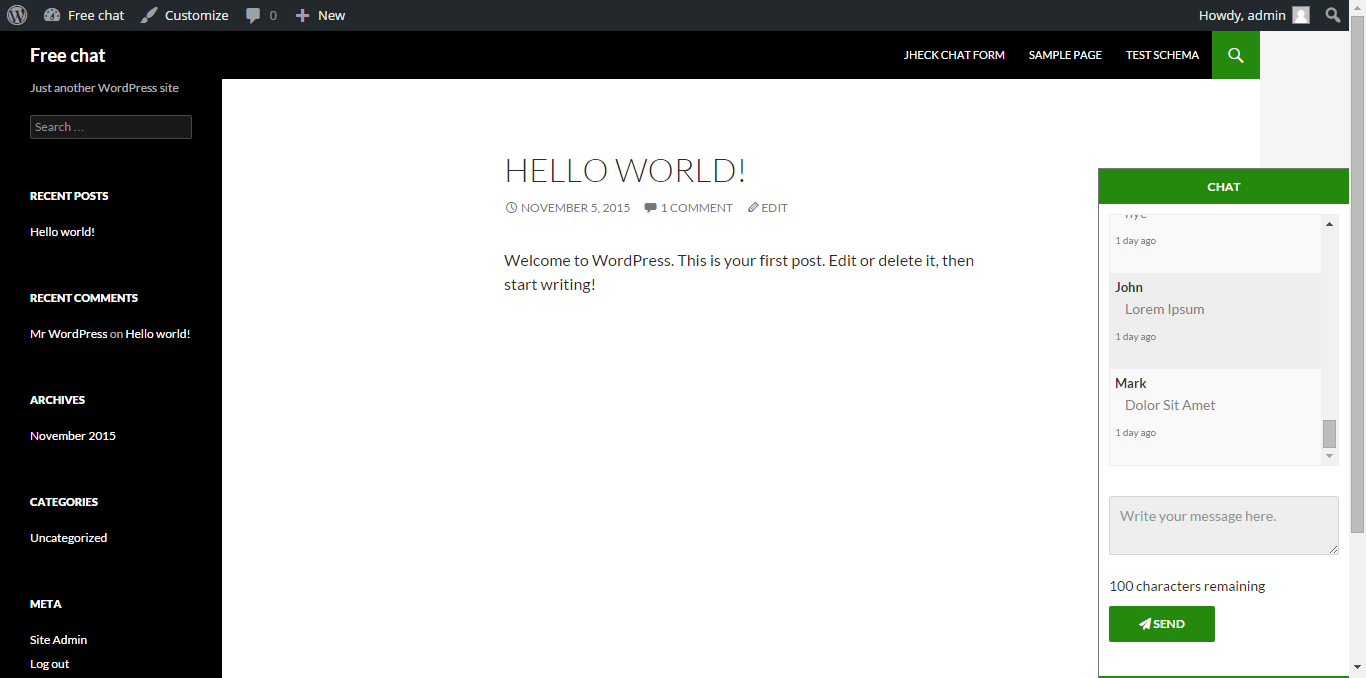 Free chat
Customize
0
New
Howdy, admin
Free chat
JHECK CHAT FORM
SAMPLE PAGE
TEST SCHEMA
Just another WordPress site
Search ...
RECENT POSTS
Hello world!
RECENT COMMENTS
Mr WordPress on Hello world!
ARCHIVES
November 2015
CATEGORIES
Uncategorized
META
Site Admin
Log out
HELLO WORLD!
NOVEMBER 5, 2015 1 COMMENT EDIT
Welcome to WordPress. This is your first post. Edit or delete it, then
start writing!
CHAT
1 day ago
John
Lorem Ipsum
1 day ago
Mark
Dolor Sit Amet
1 day ago
Write your message here.
100 characters remaining
SEND